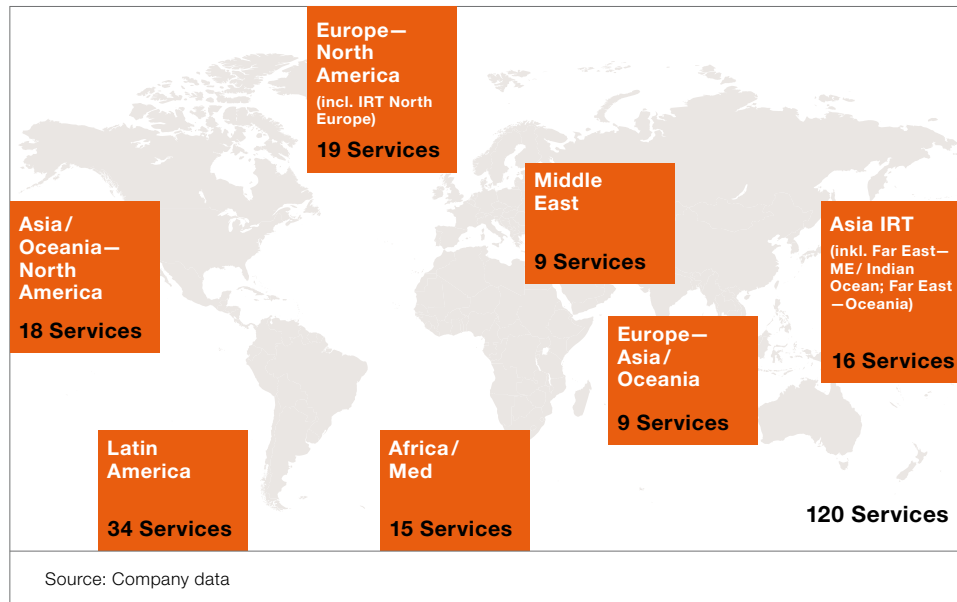 Europe—
North
America
(incl. IRT North
Europe)
19 Services
Middle
East
9 Services
Asia/
Oceania—
North
America
18 Services
Asia IRT
(inkl. Far East—
ME/ Indian
Ocean; Far East
—Oceania)
16 Services
Europe—
Asia/
Oceania
9 Services
Latin
America
34 Services
Africa/
Med
15 Services
120 Services
Source: Company data